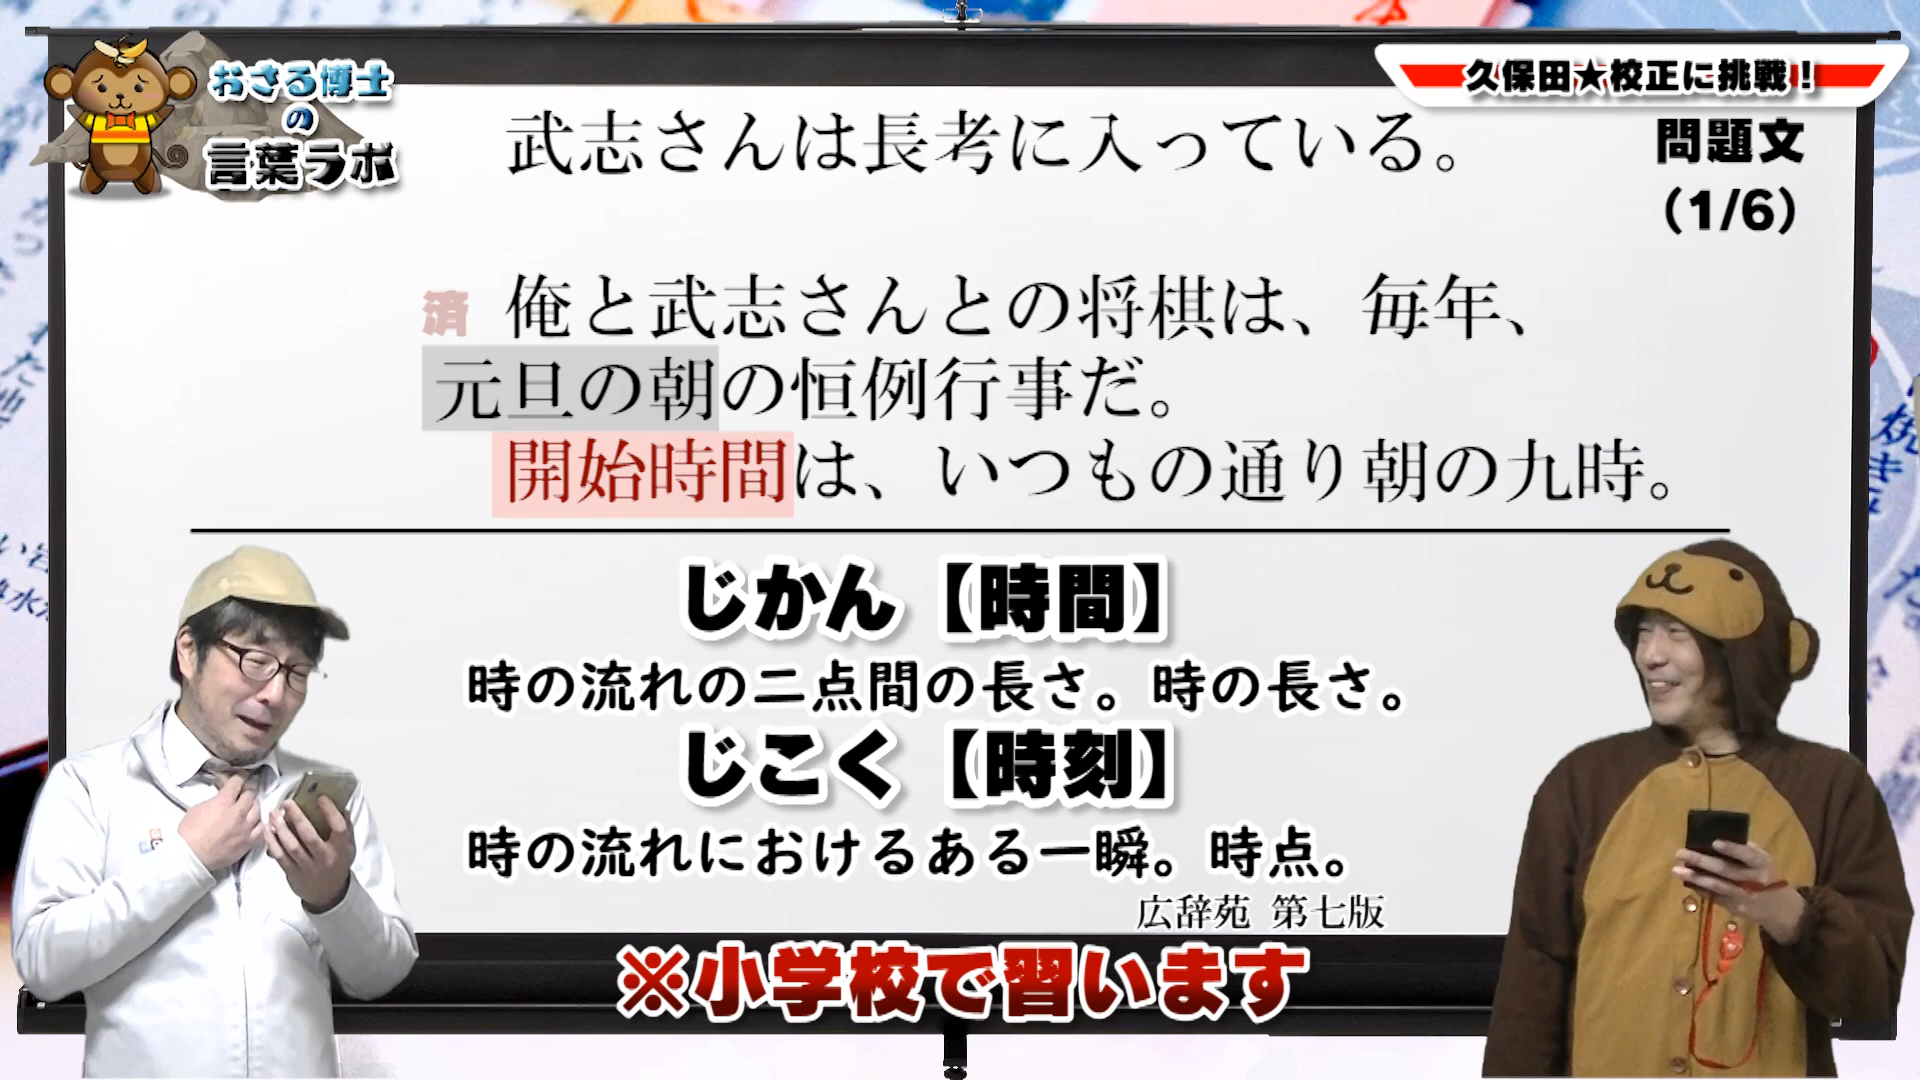 おさる博士
の
言葉ラボ
久保田★校正に挑戦！
問題文
（1/6）
武志さんは長考に入っている。
済
俺と武志さんとの将棋は、毎年、
元旦の朝の恒例行事だ。
開始時間は、いつもの通り朝の九時。
じかん【時間】
時の流れの二点間の長さ。時の長さ。
じこく【時刻】
時の流れにおけるある一瞬。時点。
広辞苑 第七版
※小学校で習います